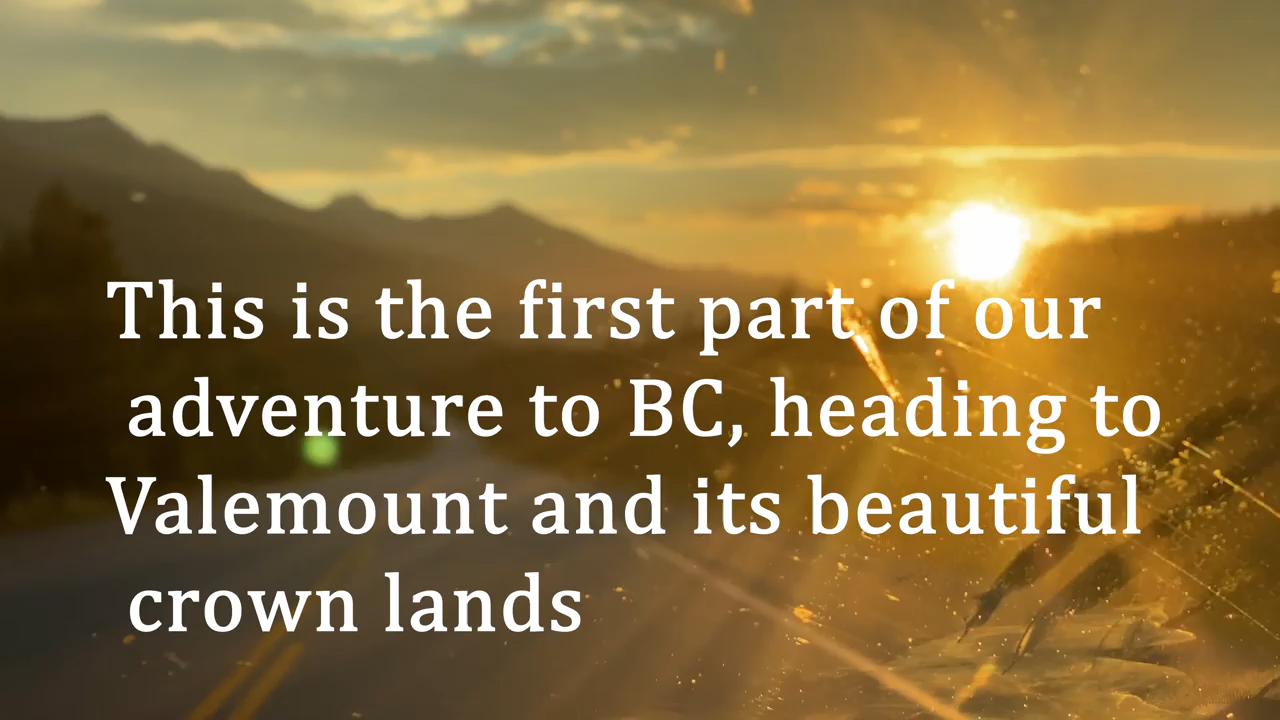 This is the first part of our
adventure to BC, heading to
Valemount and its beautiful
crown lands